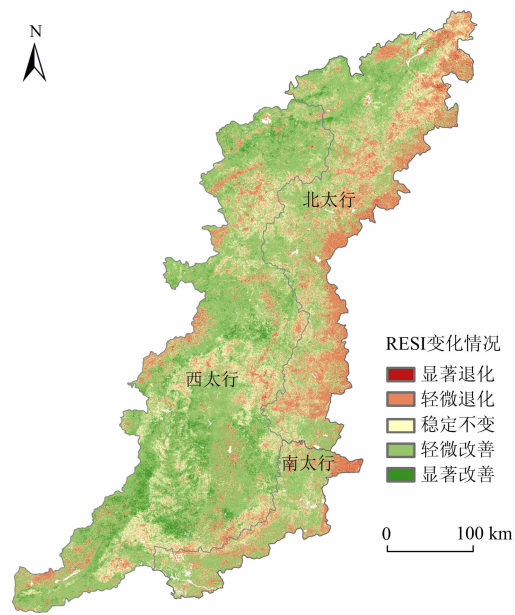 N
北太行
西太行
南太行
RESI变化情况
显著退化
轻微退化
稳定不变
轻微改善
显著改善
0 100 km